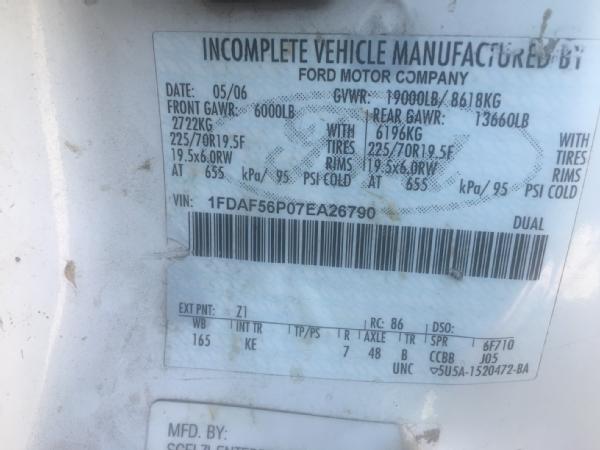 INCOMPLETE VEHICLE MANUFACTURED BY
FORD MOTOR COMPANY
DATE: 05/06 GVWR: 19000LB/ 8618KG
FRONT GAWR: 6000LB REAR GAWR: 13660LB
2722KG WITH 6196KG WITH
225/70R19.5F TIRES 225/70R19.5F TIRES
19.5x6.0RW RIMS 19.5x6.0RW RIMS
AT 655 kPa/ 95 PSI COLD AT 655 kPa/ 95 PSI COLD
VIN: 1FDAF56P07EA26790
DUAL
EXT PNT: Z1 RC: 86 DSO:
WB INT TR TP/PS R AXLE TR SPR 6F710
165 KE 7 48 B CCBB J05
UNC ▽5U5A-1520472-BA
MFD. BY: